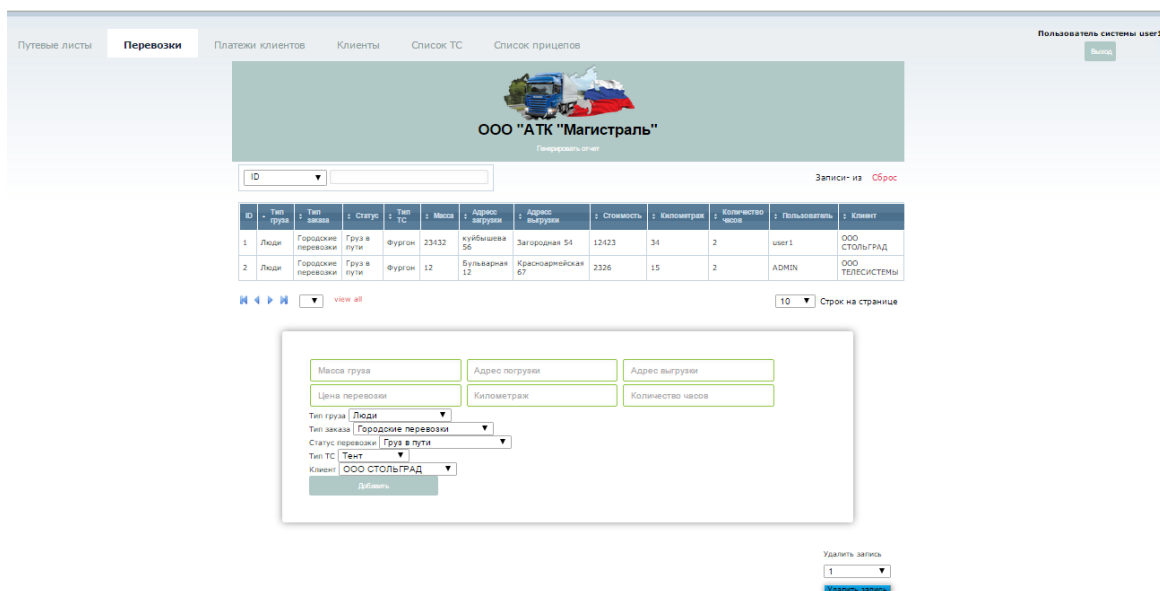 Путевые листы Перевозки Платежи клиентов Клиенты Список ТС Список прицепов
Пользователь системы user1
Выход
ООО "АТК "Магистраль"
Генерировать отчет
ID
Записи- из Сброс
ID Тип груза Тип заказа Статус Тип ТС Масса Адресс загрузки Адресс выгрузки Стоимость Километраж Количество часов Пользователь Клиент
1 Люди Городские перевозки Груз в пути Фургон 23432 куйбышева 56 Загородная 54 12423 34 2 user1 ООО СТОЛЬГРАД
2 Люди Городские перевозки Груз в пути Фургон 12 Бульварная 12 Красноармейская 67 2326 15 2 ADMIN ООО ТЕЛЕСИСТЕМЫ
view all
10 Строк на странице
Масса груза Адрес погрузки Адрес выгрузки
Цена перевозки Километраж Количество часов
Тип груза Люди
Тип заказа Городские перевозки
Статус перевозки Груз в пути
Тип ТС Тент
Клиент ООО СТОЛЬГРАД
Добавить
Удалить запись
1
Удалить запись